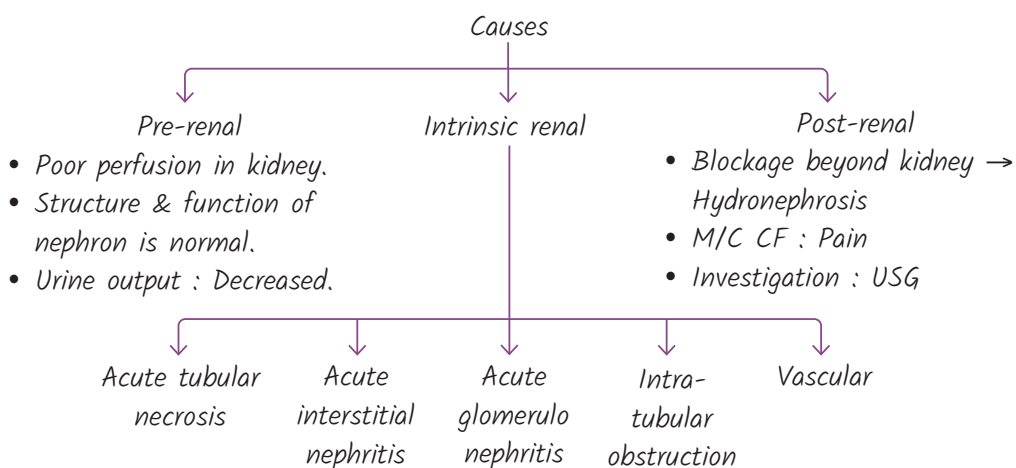 Causes
Pre-renal
• Poor perfusion in kidney.
• Structure & function of
nephron is normal.
• Urine output : Decreased.
Intrinsic renal
Post-renal
• Blockage beyond kidney →
Hydronephrosis
• M/C CF : Pain
• Investigation : USG
Acute tubular
necrosis
Acute
interstitial
nephritis
Acute
glomerulo
nephritis
Intra-
tubular
obstruction
Vascular